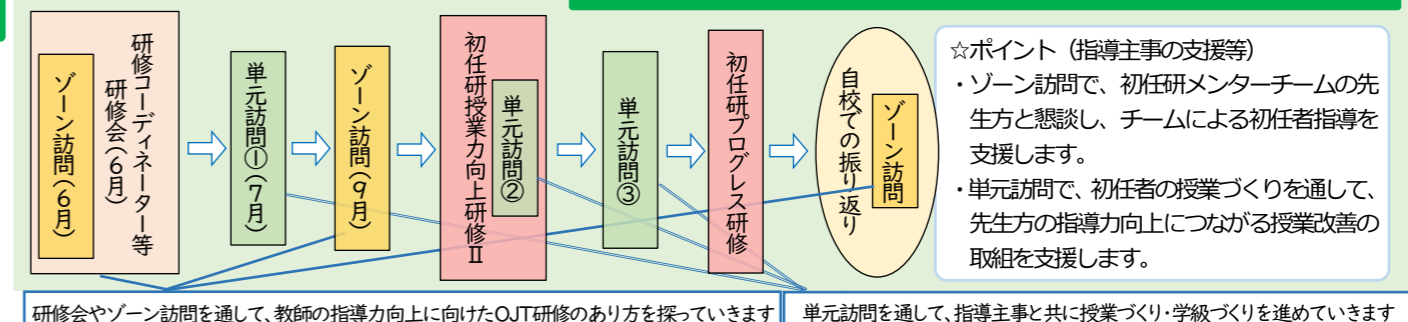 研修コーディネーター等
研修会（６月）
ゾーン訪問（６月）
単元訪問①（７月）
ゾーン訪問（９月）
初任研授業力向上研修Ⅱ
単元訪問②
単元訪問③
初任研プログレス研修
自校での振り返り
ゾーン訪問
☆ポイント（指導主事の支援等）
・ゾーン訪問で、初任研メンターチームの先
生方と懇談し、チームによる初任者指導を
支援します。
・単元訪問で、初任者の授業づくりを通して、
先生方の指導力向上につながる授業改善の
取組を支援します。
研修会やゾーン訪問を通して、教師の指導力向上に向けたOJT研修のあり方を探っていきます
単元訪問を通して、指導主事と共に授業づくり・学級づくりを進めていきます